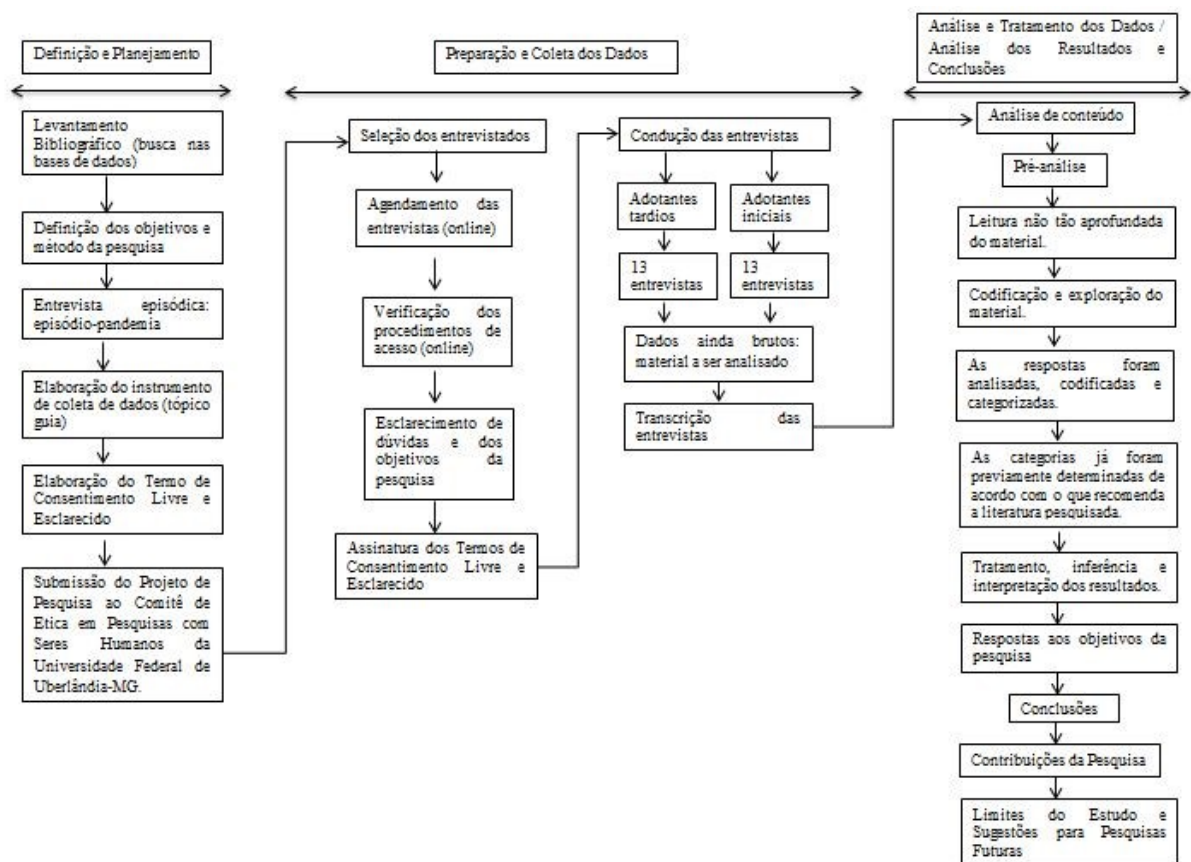 Definição e Planejamento
Levantamento
Bibliográfico (busca nas
bases de dados)
Definição dos objetivos e
método da pesquisa
Entrevista episódica:
episódio-pandemia
Elaboração do instrumento
de coleta de dados (tópico
guia)
Elaboração do Termo de
Consentimento Livre e
Esclarecido
Submissão do Projeto de
Pesquisa ao Comitê de
Etica em Pesquisas com
Seres Humanos da
Universidade Federal de
Uberlândia-MG.
Preparação e Coleta dos Dados
Seleção dos entrevistados
Agendamento das
entrevistas (online)
Verificação dos
procedimentos de
acesso (online)
Esclarecimento de
dúvidas e dos
objetivos da
pesquisa
Assinatura dos Termos de
Consentimento Livre e
Esclarecido
Condução das entrevistas
Adotantes
tardios
Adotantes
iniciais
13
entrevistas
13
entrevistas
Dados ainda brutos:
material a ser analisado
Transcrição das
entrevistas
Análise e Tratamento dos Dados /
Análise dos Resultados e
Conclusões
Análise de conteúdo
Pré-análise
Leitura não tão aprofundada
do material.
Codificação e exploração do
material.
As respostas foram
analisadas, codificadas e
categorizadas.
As categorias já foram
previamente determinadas de
acordo com o que recomenda
a literatura pesquisada.
Tratamento, inferência e
interpretação dos resultados.
Respostas aos objetivos da
pesquisa
Conclusões
Contribuições da Pesquisa
Limites do Estudo e
Sugestões para Pesquisas
Futuras